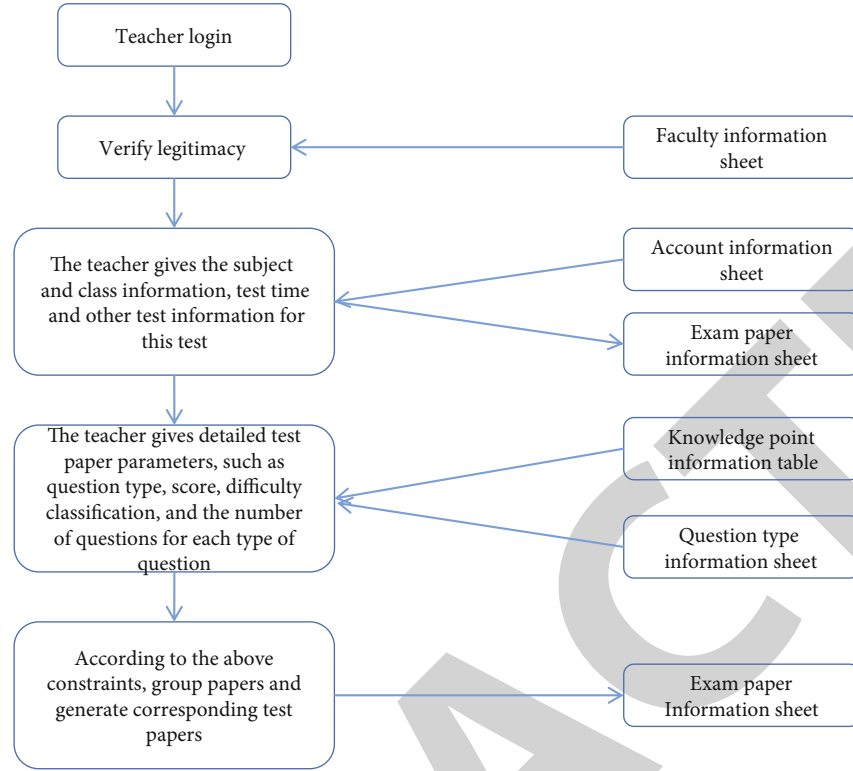 Teacher login
Verify legitimacy
Faculty information
sheet
The teacher gives the subject
and class information, test time
and other test information for
this test
Account information
sheet
Exam paper
information sheet
The teacher gives detailed test
paper parameters, such as
question type, score, difficulty
classification, and the number
of questions for each type of
question
Knowledge point
information table
Question type
information sheet
According to the above
constraints, group papers and
generate corresponding test
papers
Exam paper
Information sheet